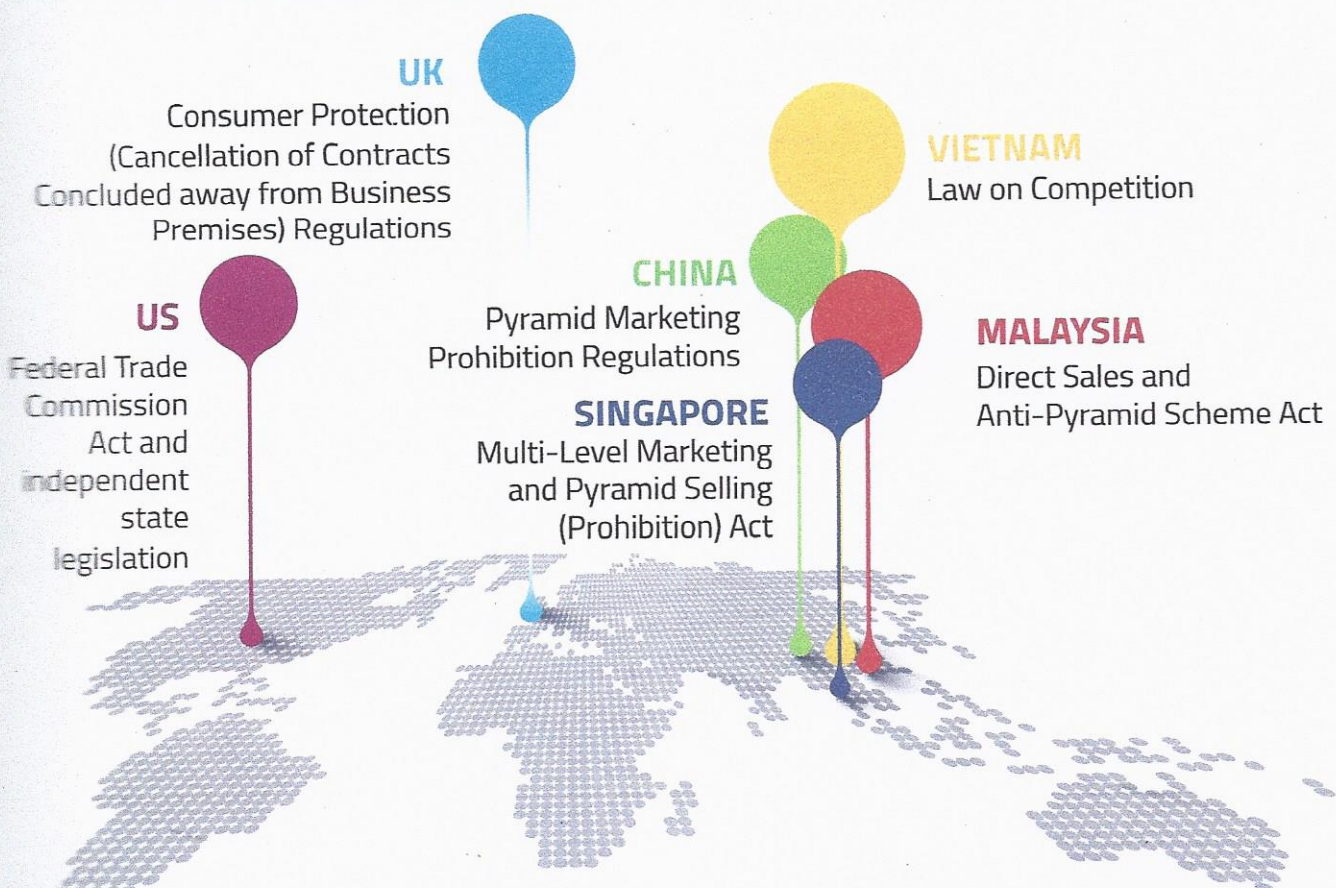 UK
Consumer Protection
(Cancellation of Contracts
Concluded away from Business
Premises) Regulations
US
Federal Trade
Commission
Act and
independent
state
legislation
CHINA
Pyramid Marketing
Prohibition Regulations
SINGAPORE
Multi-Level Marketing
and Pyramid Selling
(Prohibition) Act
VIETNAM
Law on Competition
MALAYSIA
Direct Sales and
Anti-Pyramid Scheme Act